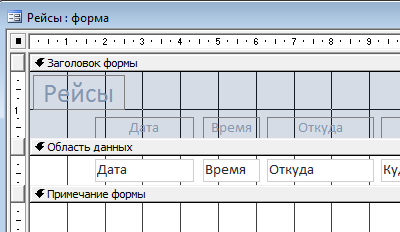 Рейсы : форма
1 2 3 4 5 6 7 8 9
Заголовок формы
Рейсы
1
Дата Время Откуда
Область данных
Дата Время Откуда
Примечание формы